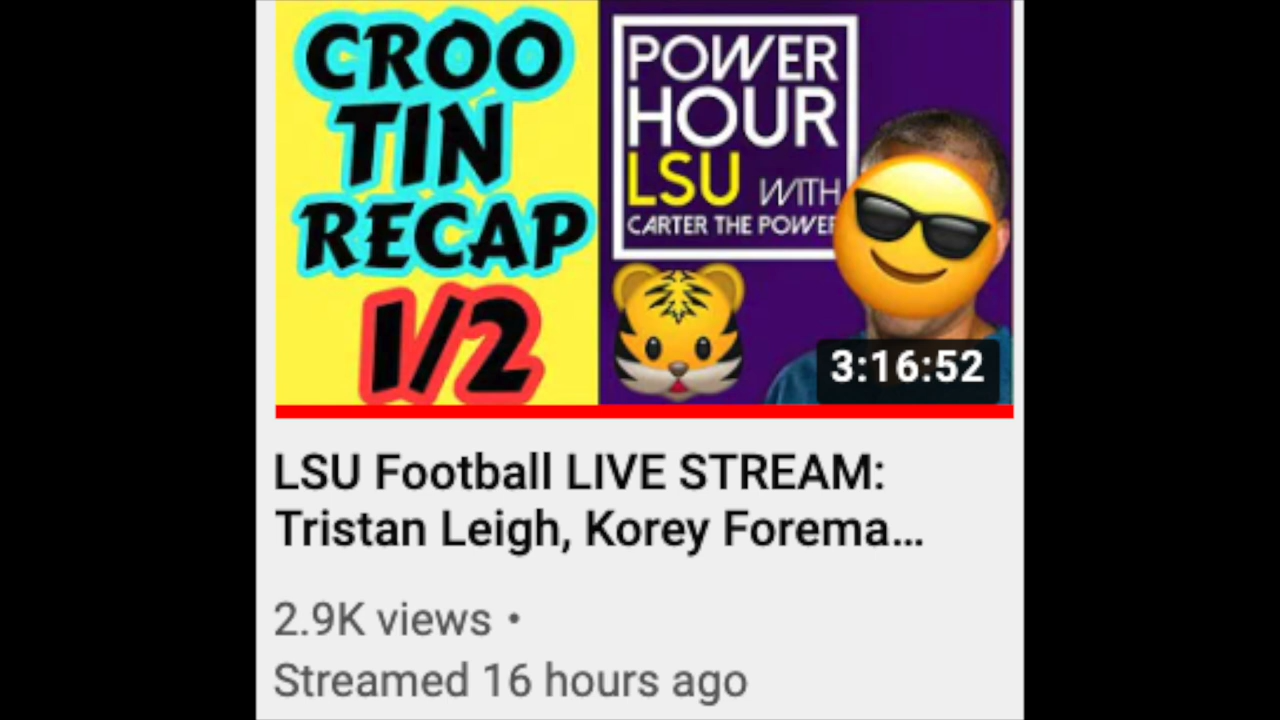 CROO
TIN
RECAP
1/2
POWER
HOUR
LSU WITH
CARTER THE POWER
3:16:52
LSU Football LIVE STREAM:
Tristan Leigh, Korey Forema...
2.9K views •
Streamed 16 hours ago